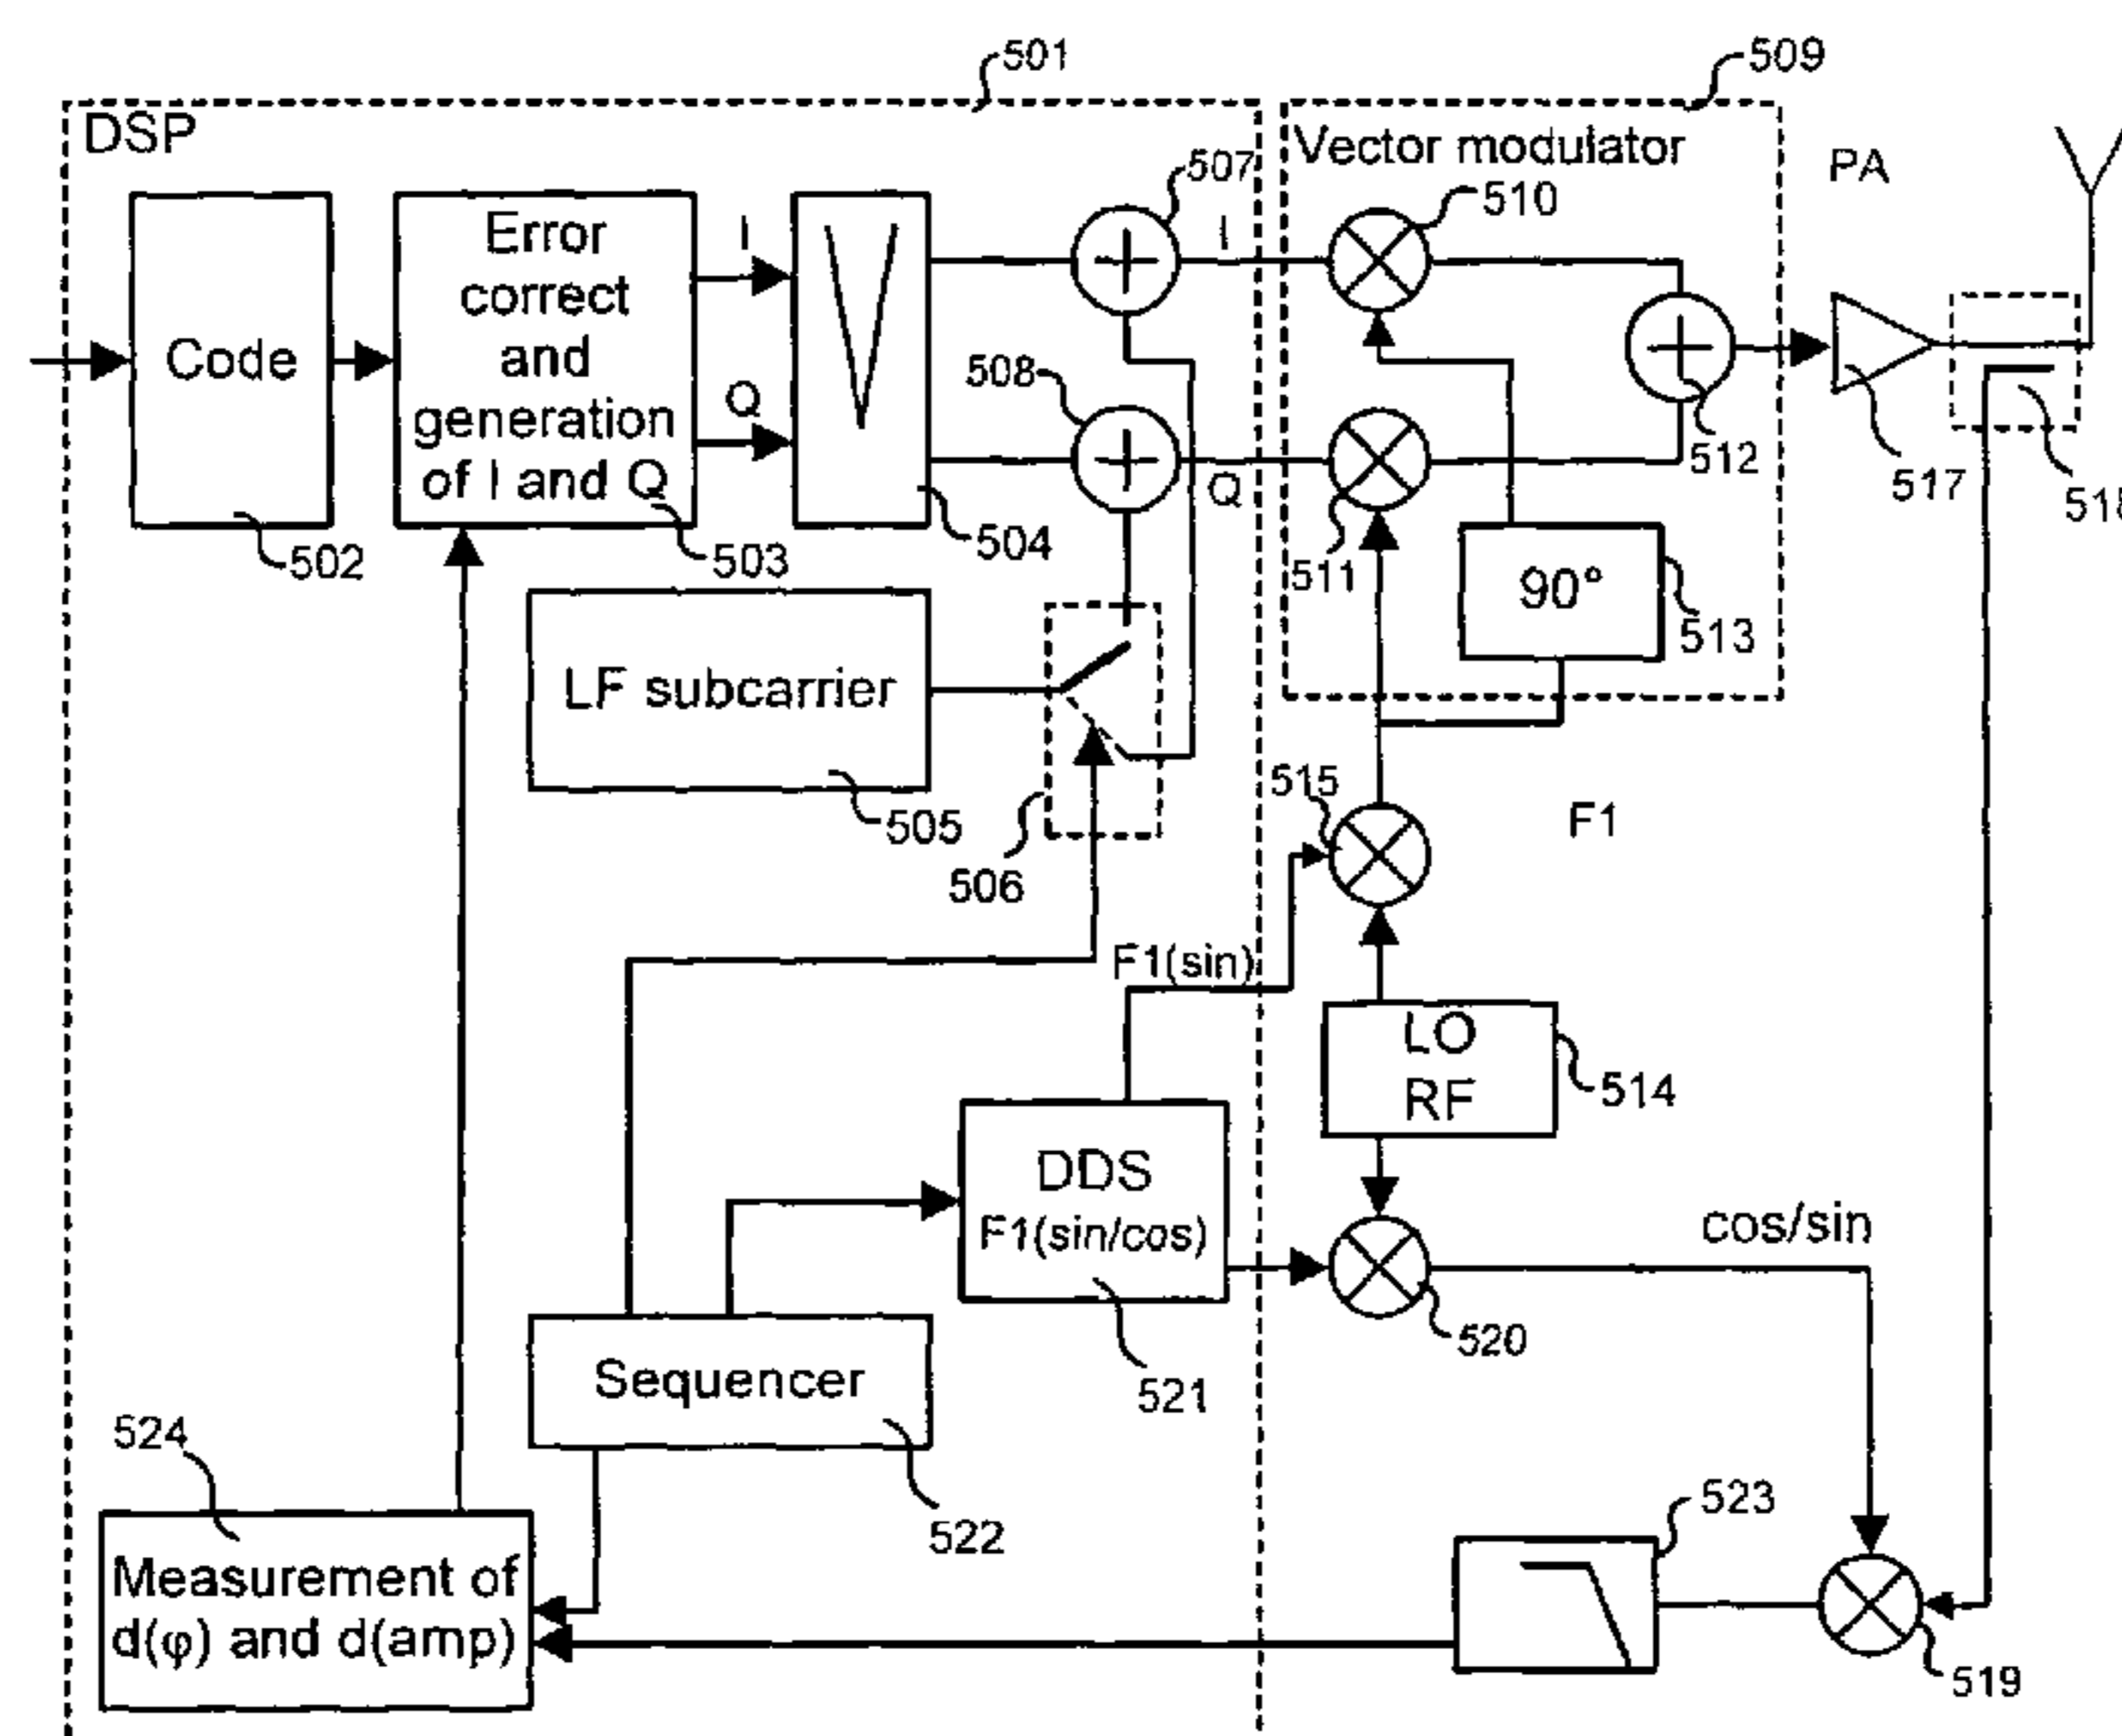 501
509
DSP
Vector modulator
PA
507
510
Code
Error
correct
and
generation
of I and Q
I
Q
I
Q
508
512
517
502
503
504
511
90°
513
LF subcarrier
505
506
515
F1
F1(sin)
LO
RF
514
DDS
F1(sin/cos)
cos/sin
520
521
Sequencer
522
524
Measurement of
d(φ) and d(amp)
523
519